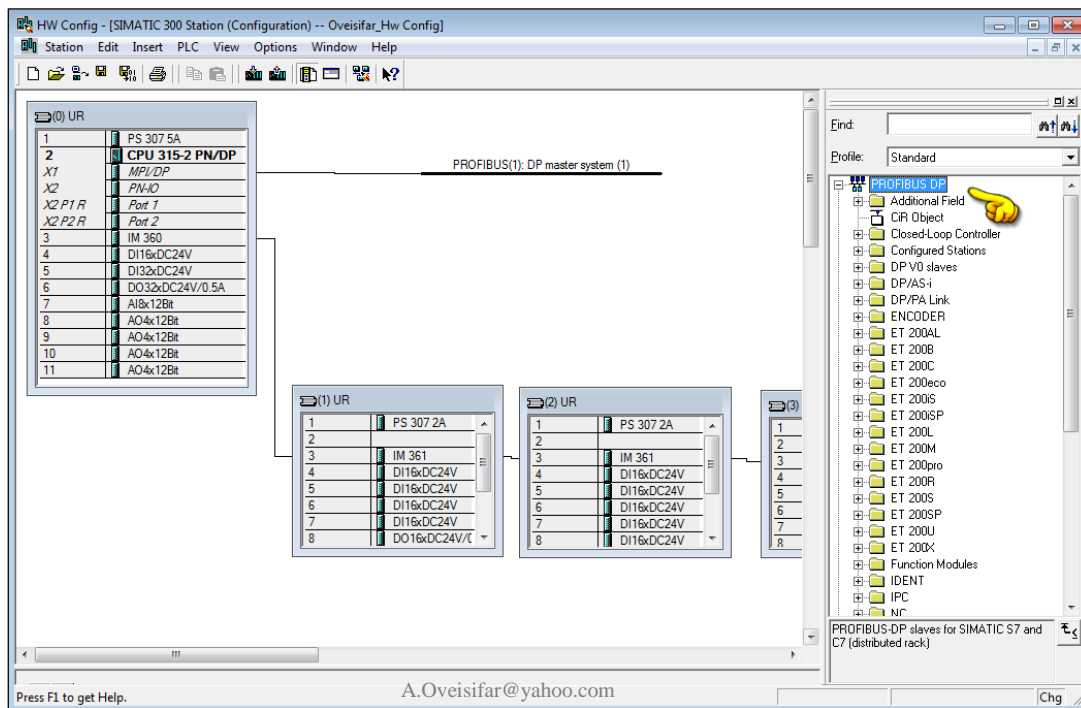 HW Config - [SIMATIC 300 Station (Configuration) -- Oveisifar_Hw Config]
Station Edit Insert PLC View Options Window Help
(0) UR
1 PS 307 5A
2 CPU 315-2 PN/DP
X1 MPI/DP
X2 PN-IO
X2 P1 R Port 1
X2 P2 R Port 2
3 IM 360
4 DI16xDC24V
5 DI32xDC24V
6 DO32xDC24V/0.5A
7 AI8x12Bit
8 AO4x12Bit
9 AO4x12Bit
10 AO4x12Bit
11 AO4x12Bit
PROFIBUS(1): DP master system (1)
(1) UR
1 PS 307 2A
2
3 IM 361
4 DI16xDC24V
5 DI16xDC24V
6 DI16xDC24V
7 DI16xDC24V
8 DO16xDC24V/
(2) UR
1 PS 307 2A
2
3 IM 361
4 DI16xDC24V
5 DI16xDC24V
6 DI16xDC24V
7 DI16xDC24V
8 DI16xDC24V
(3)
1
2
3
4
5
6
7
8
Find:
Profile: Standard
PROFIBUS DP
Additional Field
CiR Object
Closed-Loop Controller
Configured Stations
DP V0 slaves
DP/AS-i
DP/PA Link
ENCODER
ET 200AL
ET 200B
ET 200C
ET 200eco
ET 200iS
ET 200iSP
ET 200L
ET 200M
ET 200pro
ET 200R
ET 200S
ET 200SP
ET 200U
ET 200X
Function Modules
IDENT
IPC
NC
PROFIBUS-DP slaves for SIMATIC S7 and
C7 (distributed rack)
Press F1 to get Help.
A.Oveisifar@yahoo.com
Chg